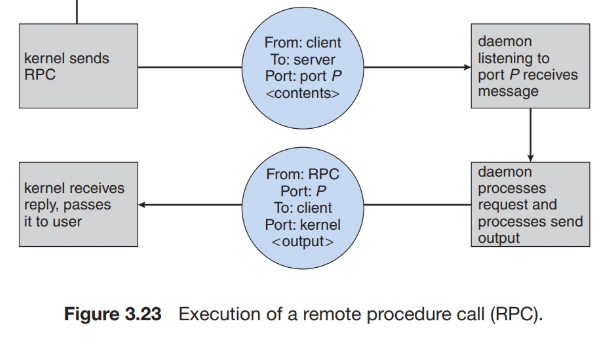 kernel sends
RPC
From: client
To: server
Port: port P
<contents>
daemon
listening to
port P receives
message
kernel receives
reply, passes
it to user
From: RPC
Port: P
To: client
Port: kernel
<output>
daemon
processes
request and
processes send
output
Figure 3.23 Execution of a remote procedure call (RPC).